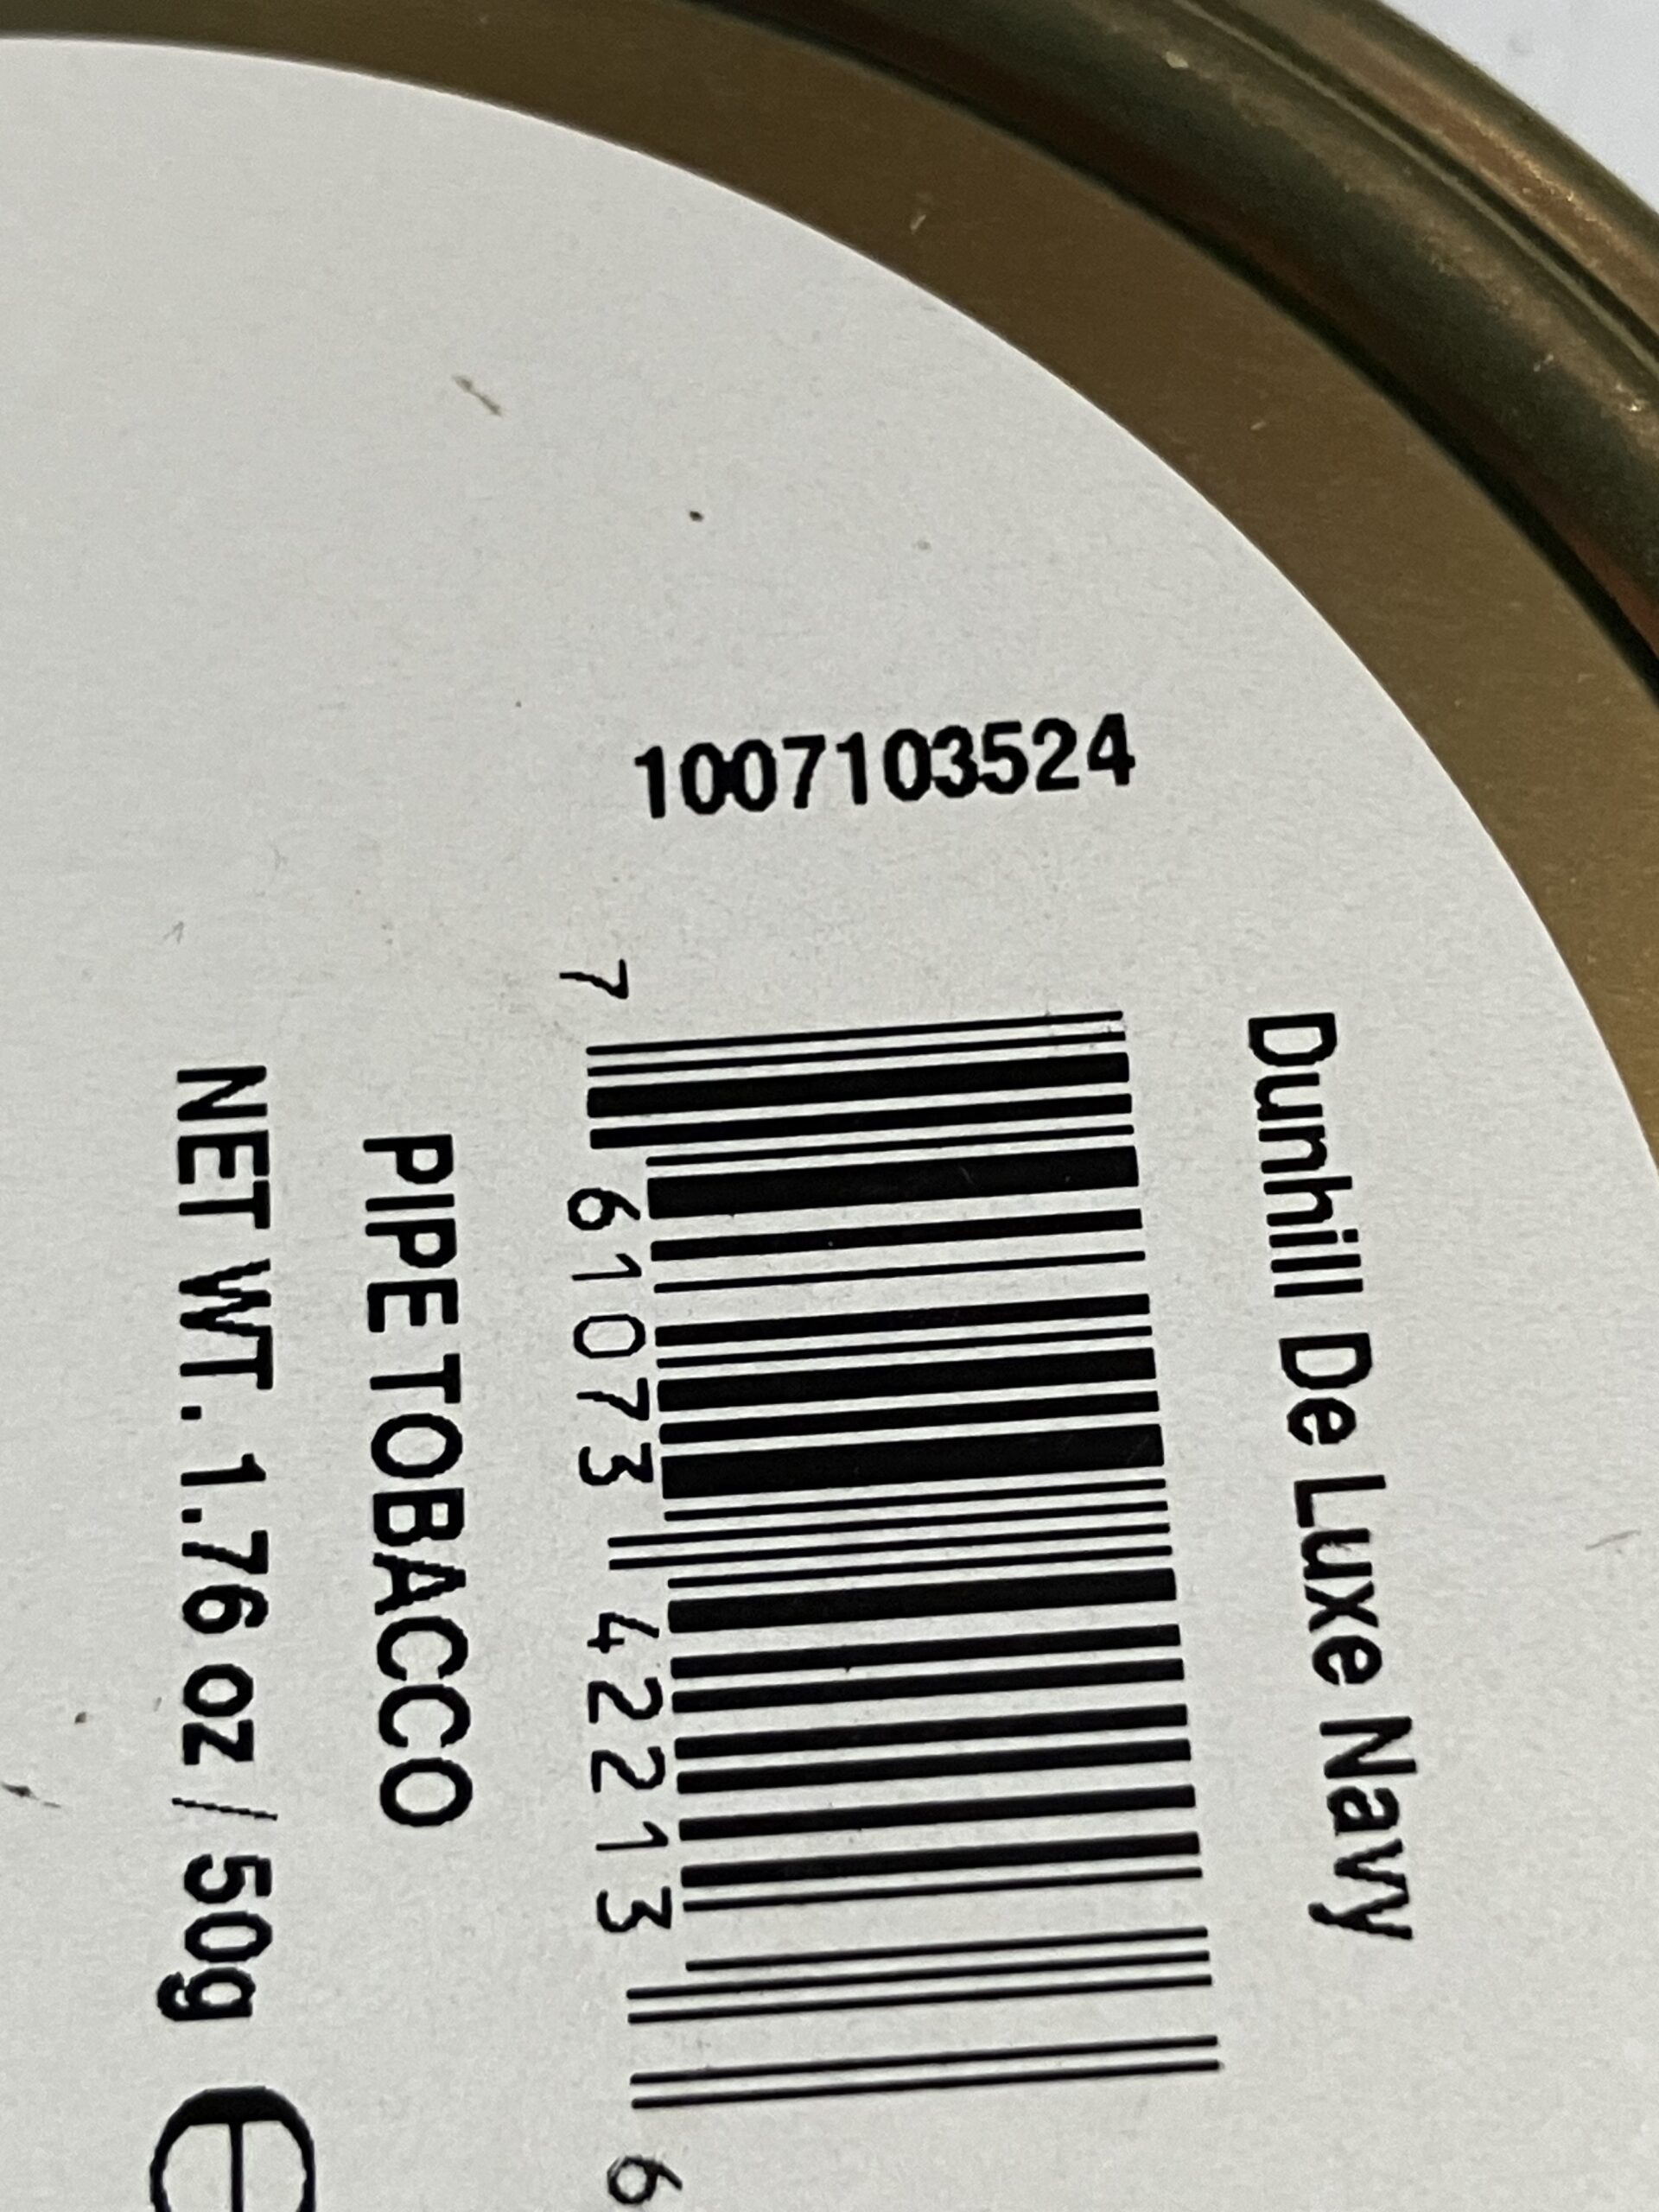 1007103524
Dunhill De Luxe Navy
7 61073 42213 6
PIPE TOBACCO
NET WT. 1.76 oz / 50g ℮